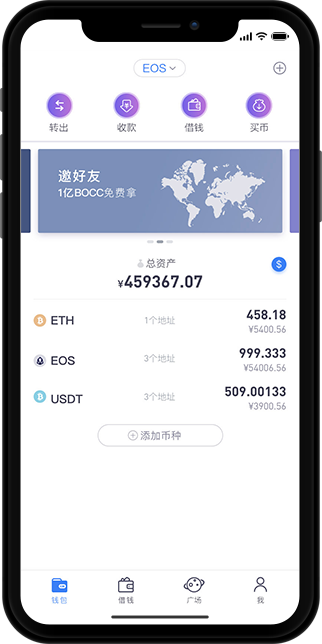 EOS
转出 收款 借钱 买币
邀好友
1亿BOCC免费拿
总资产
¥459367.07
$
ETH 1个地址 458.18
¥5400.56
EOS 3个地址 999.333
¥54006.56
USDT 3个地址 509.00133
¥3900.56
添加币种
钱包 借钱 广场 我